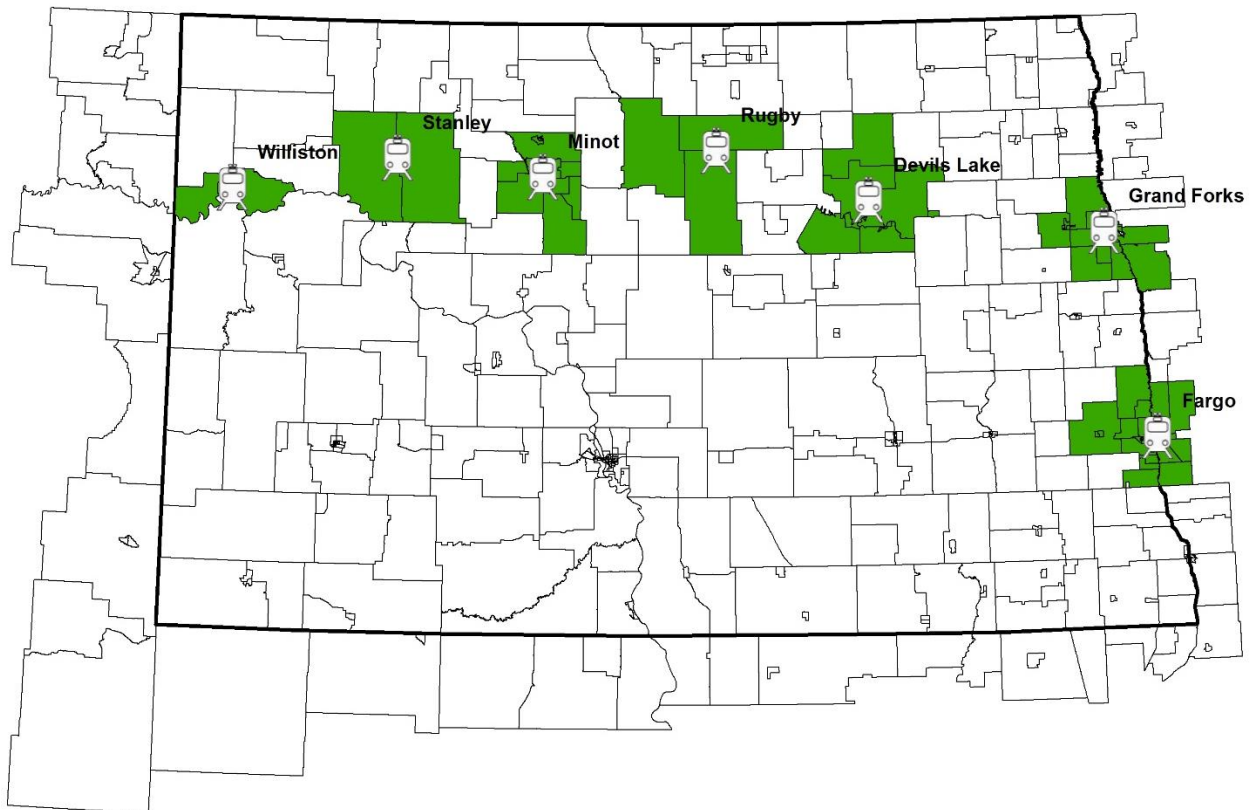 Rugby
Stanley
Minot
Williston
Devils Lake
Grand Forks
Fargo